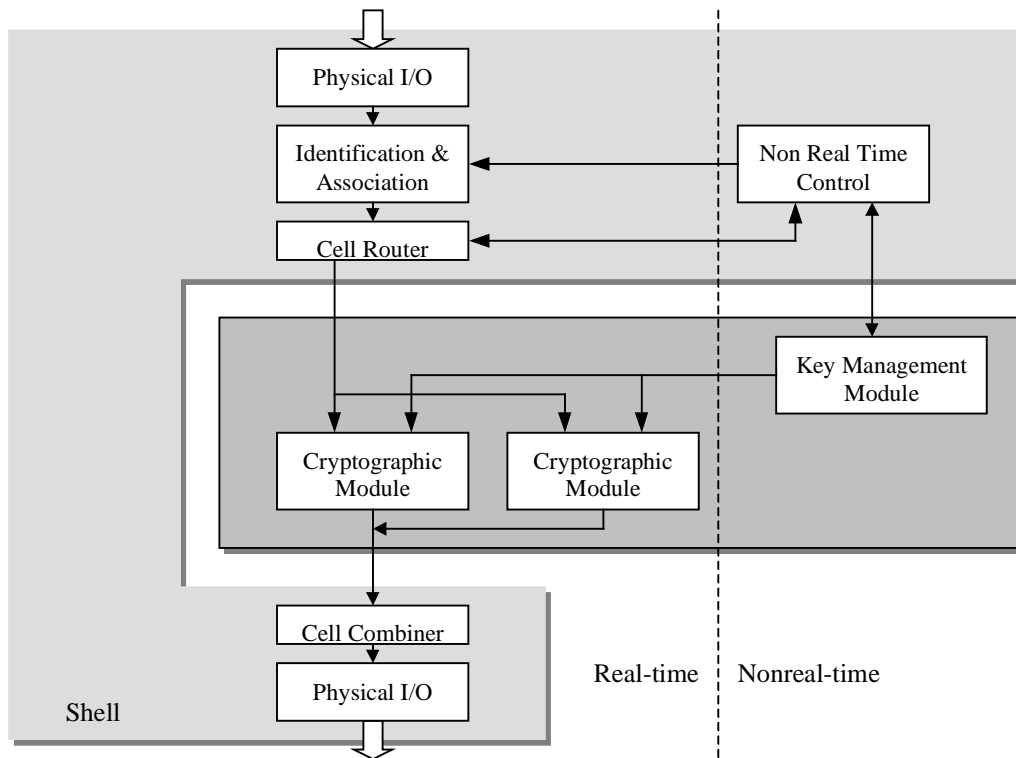 Physical I/O
Identification &
Association
Non Real Time
Control
Cell Router
Key Management
Module
Cryptographic
Module
Cryptographic
Module
Cell Combiner
Physical I/O
Real-time
Nonreal-time
Shell